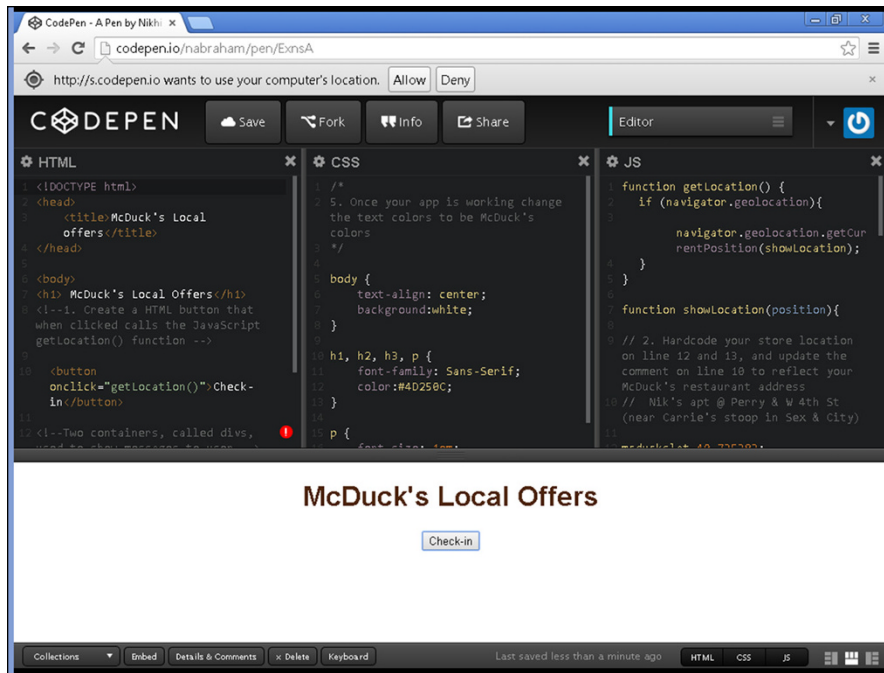 CodePen - A Pen by Nikhi
codepen.io/nabraham/pen/ExnsA
http://s.codepen.io wants to use your computer's location. Allow Deny
CODEPEN Save Fork Info Share Editor
HTML
1 <!DOCTYPE html>
2 <head>
3 <title>McDuck's Local
offers</title>
4 </head>
5
6 <body>
7 <h1> McDuck's Local Offers</h1>
8 <!--1. Create a HTML button that
when clicked calls the JavaScript
getLocation() function -->
9
10 <button
onclick="getLocation()">Check-
in</button>
11
12 <!--Two containers, called divs,
used to show messages to user -->
CSS
1 /*
2 5. Once your app is working change
the text colors to be McDuck's
colors
3 */
4
5 body {
6 text-align: center;
7 background:white;
8 }
9
10 h1, h2, h3, p {
11 font-family: Sans-Serif;
12 color:#4D250C;
13 }
14
15 p {
font-size: 1em;
JS
1 function getLocation() {
2 if (navigator.geolocation){
3
navigator.geolocation.getCur
rentPosition(showLocation);
4 }
5 }
6
7 function showLocation(position){
8
9 // 2. Hardcode your store location
on line 12 and 13, and update the
comment on line 10 to reflect your
McDuck's restaurant address
10 // Nik's apt @ Perry & W 4th St
(near Carrie's stoop in Sex & City)
11
McDuck's Local Offers
Check-in
Collections Embed Details & Comments x Delete Keyboard Last saved less than a minute ago HTML CSS JS